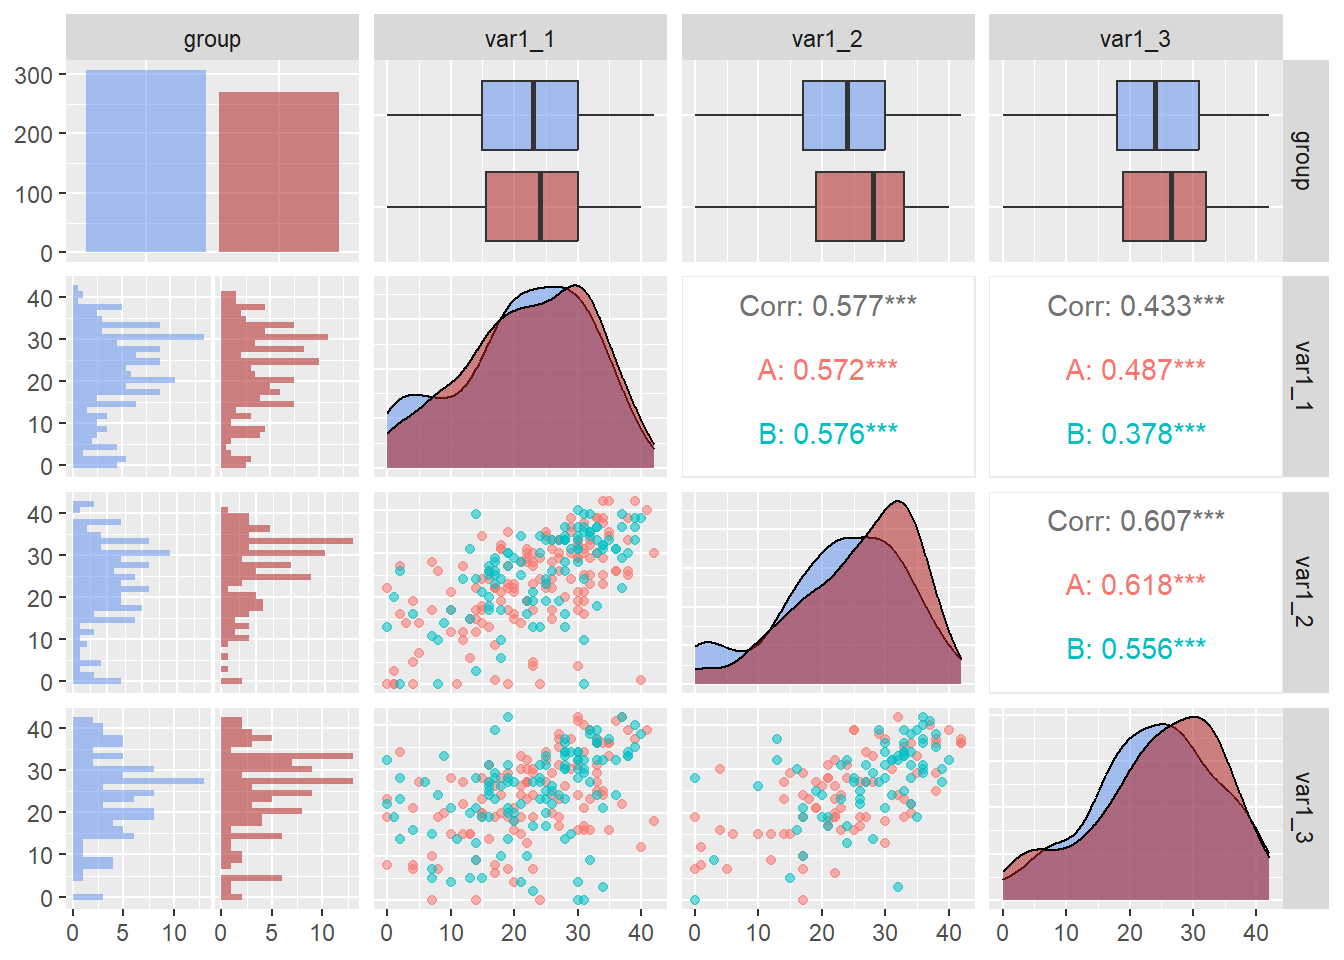 group var1_1 var1_2 var1_3
300
200
100
0
group
40
30
20
10
0
Corr: 0.577***
A: 0.572***
B: 0.576***
Corr: 0.433***
A: 0.487***
B: 0.378***
var1_1
40
30
20
10
0
Corr: 0.607***
A: 0.618***
B: 0.556***
var1_2
40
30
20
10
0
var1_3
0 5 10 0 5 10 0 10 20 30 40 0 10 20 30 40 0 10 20 30 40